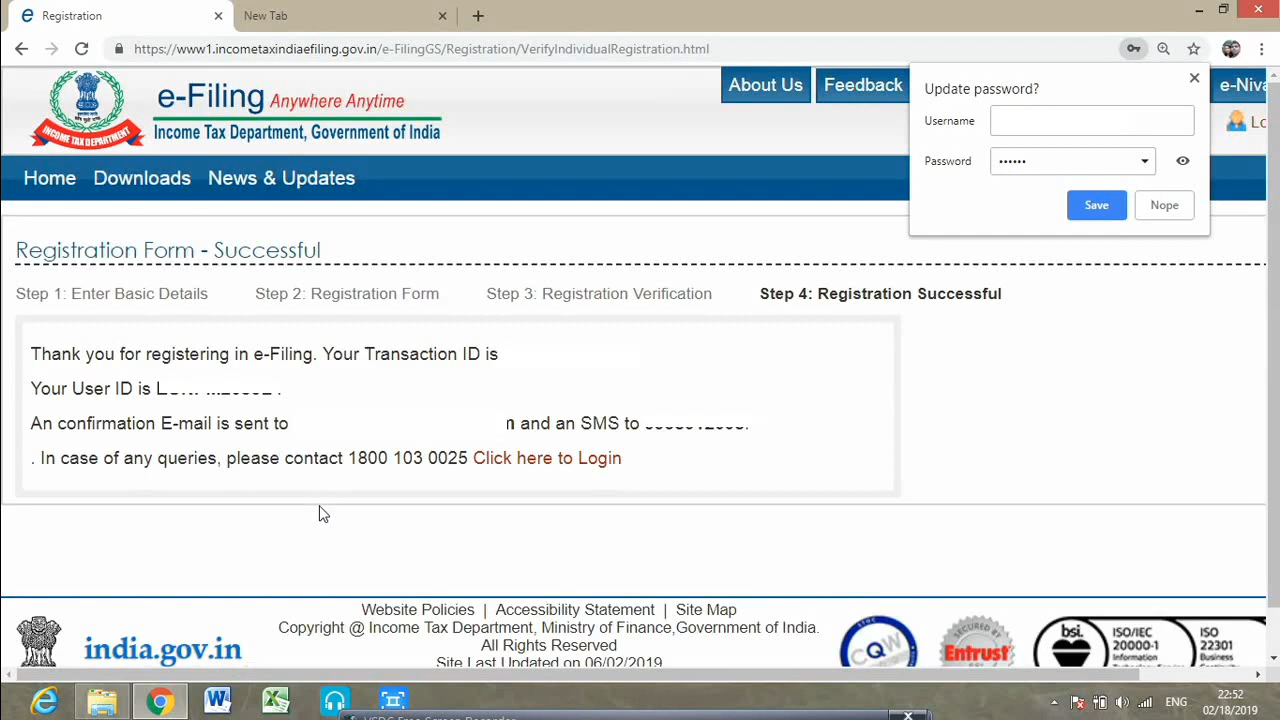 Registration
New Tab
https://www1.incometaxindiaefiling.gov.in/e-FilingGS/Registration/VerifyIndividualRegistration.html
INCOME TAX DEPARTMENT
e-Filing Anywhere Anytime
Income Tax Department, Government of India
About Us
Feedback
e-Niva
Lo
Update password?
Username
Password ••••••
Save
Nope
Home Downloads News & Updates
Registration Form - Successful
Step 1: Enter Basic Details Step 2: Registration Form Step 3: Registration Verification Step 4: Registration Successful
Thank you for registering in e-Filing. Your Transaction ID is
Your User ID is
An confirmation E-mail is sent to n and an SMS to
. In case of any queries, please contact 1800 103 0025 Click here to Login
Website Policies | Accessibility Statement | Site Map
Copyright @ Income Tax Department, Ministry of Finance,Government of India.
All Rights Reserved
Site Last Updated on 06/02/2019
india.gov.in
CQW
SECURED BY
Entrust
bsi.
ISO/IEC
20000-1
Information
ISO
22301
Business
Continuity
ENG
22:52
02/18/2019